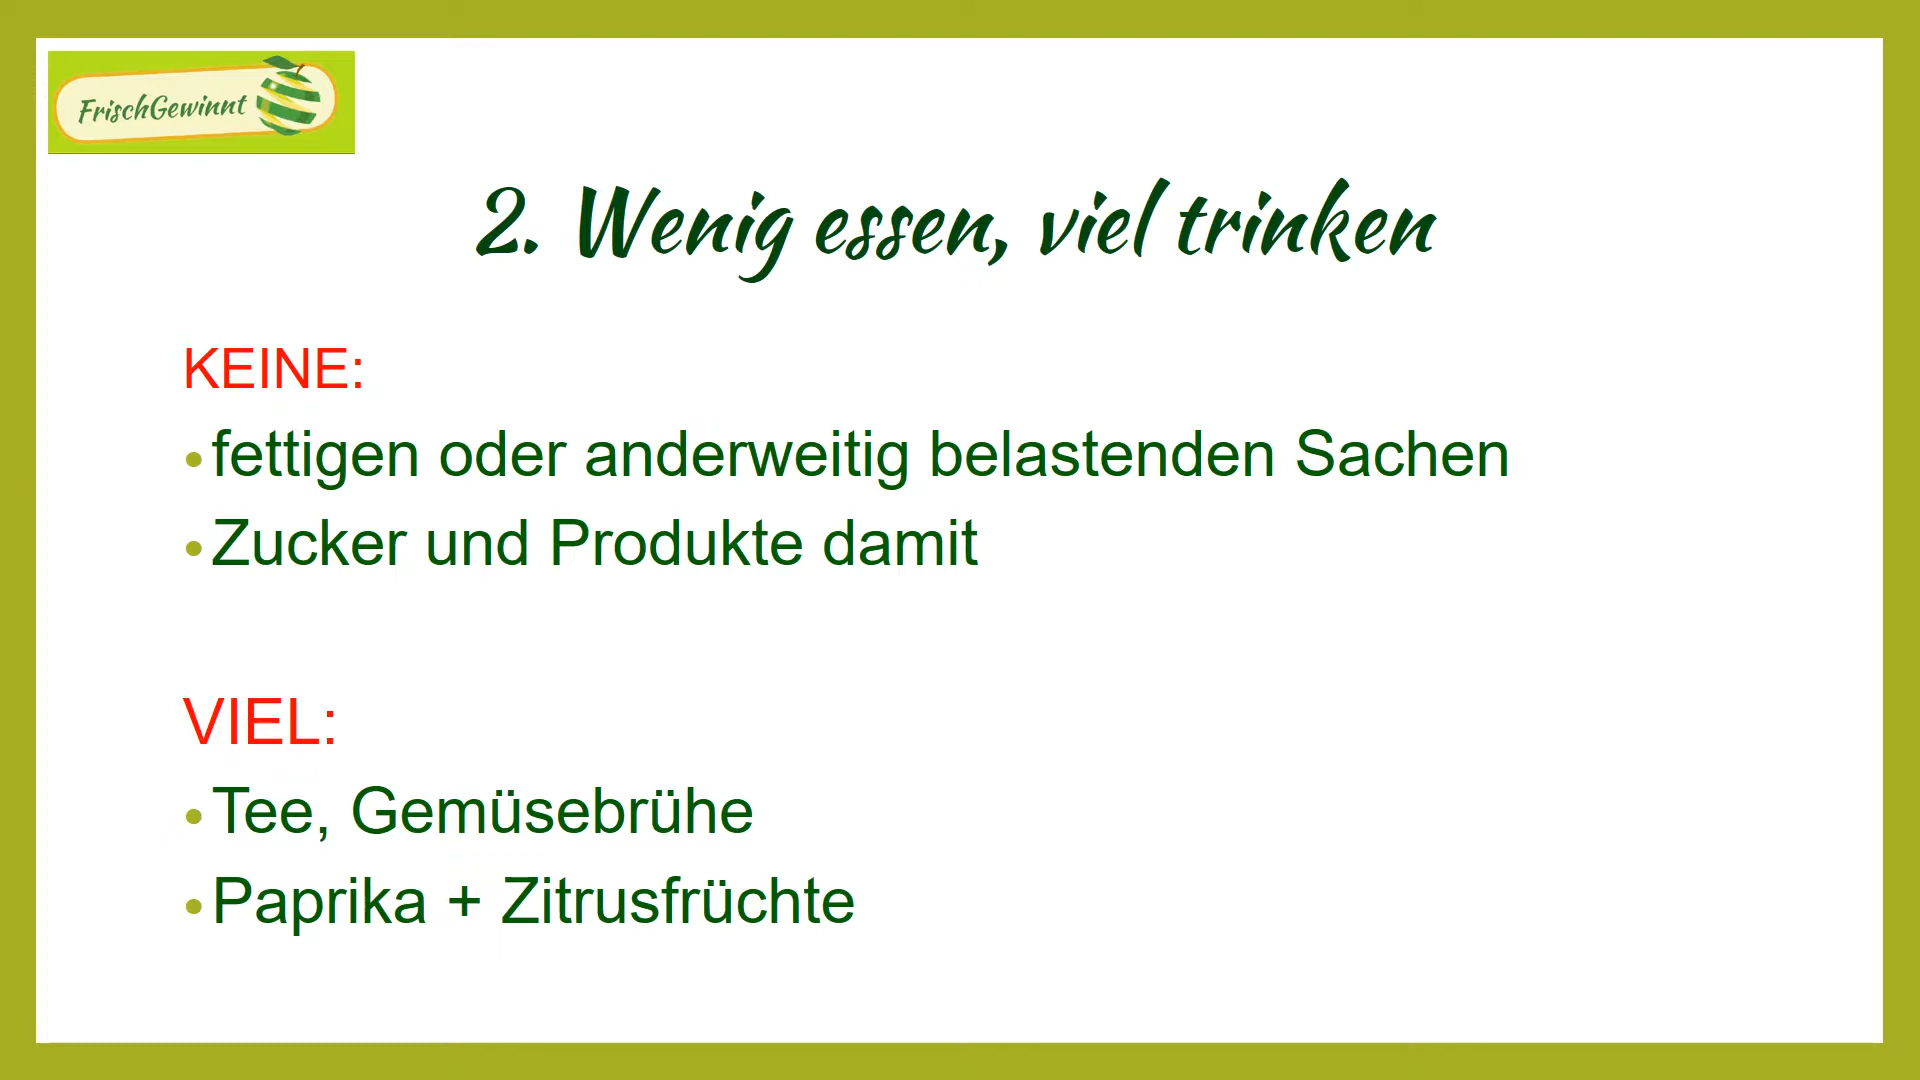 FrischGewinnt
2. Wenig essen, viel trinken
KEINE:
• fettigen oder anderweitig belastenden Sachen
• Zucker und Produkte damit
VIEL:
• Tee, Gemüsebrühe
• Paprika + Zitrusfrüchte